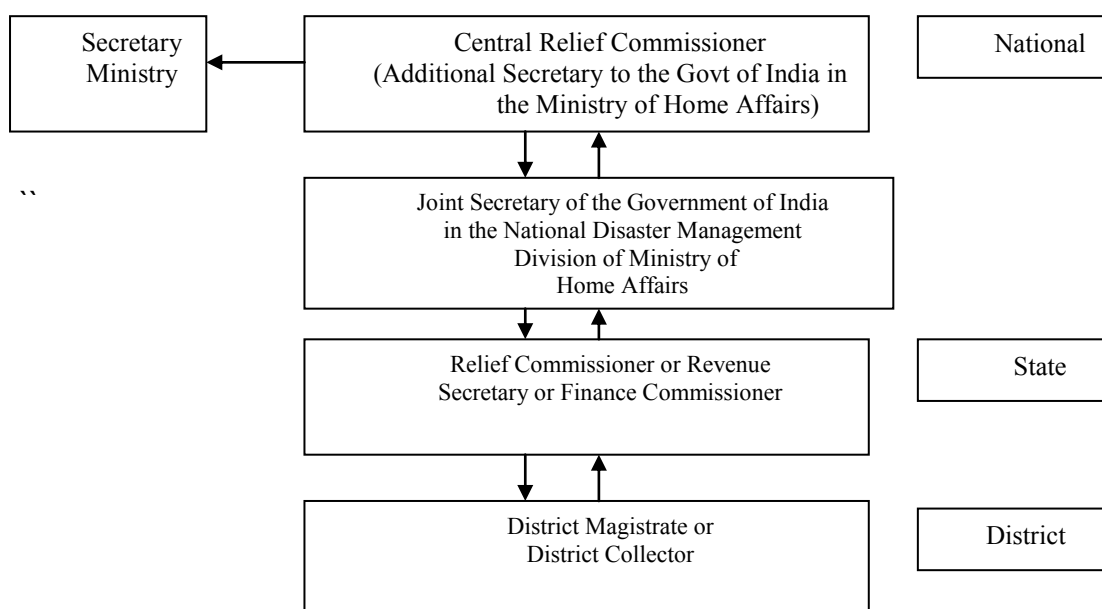 Secretary
Ministry
Central Relief Commissioner
(Additional Secretary to the Govt of India in
the Ministry of Home Affairs)
National
``
Joint Secretary of the Government of India
in the National Disaster Management
Division of Ministry of
Home Affairs
Relief Commissioner or Revenue
Secretary or Finance Commissioner
State
District Magistrate or
District Collector
District